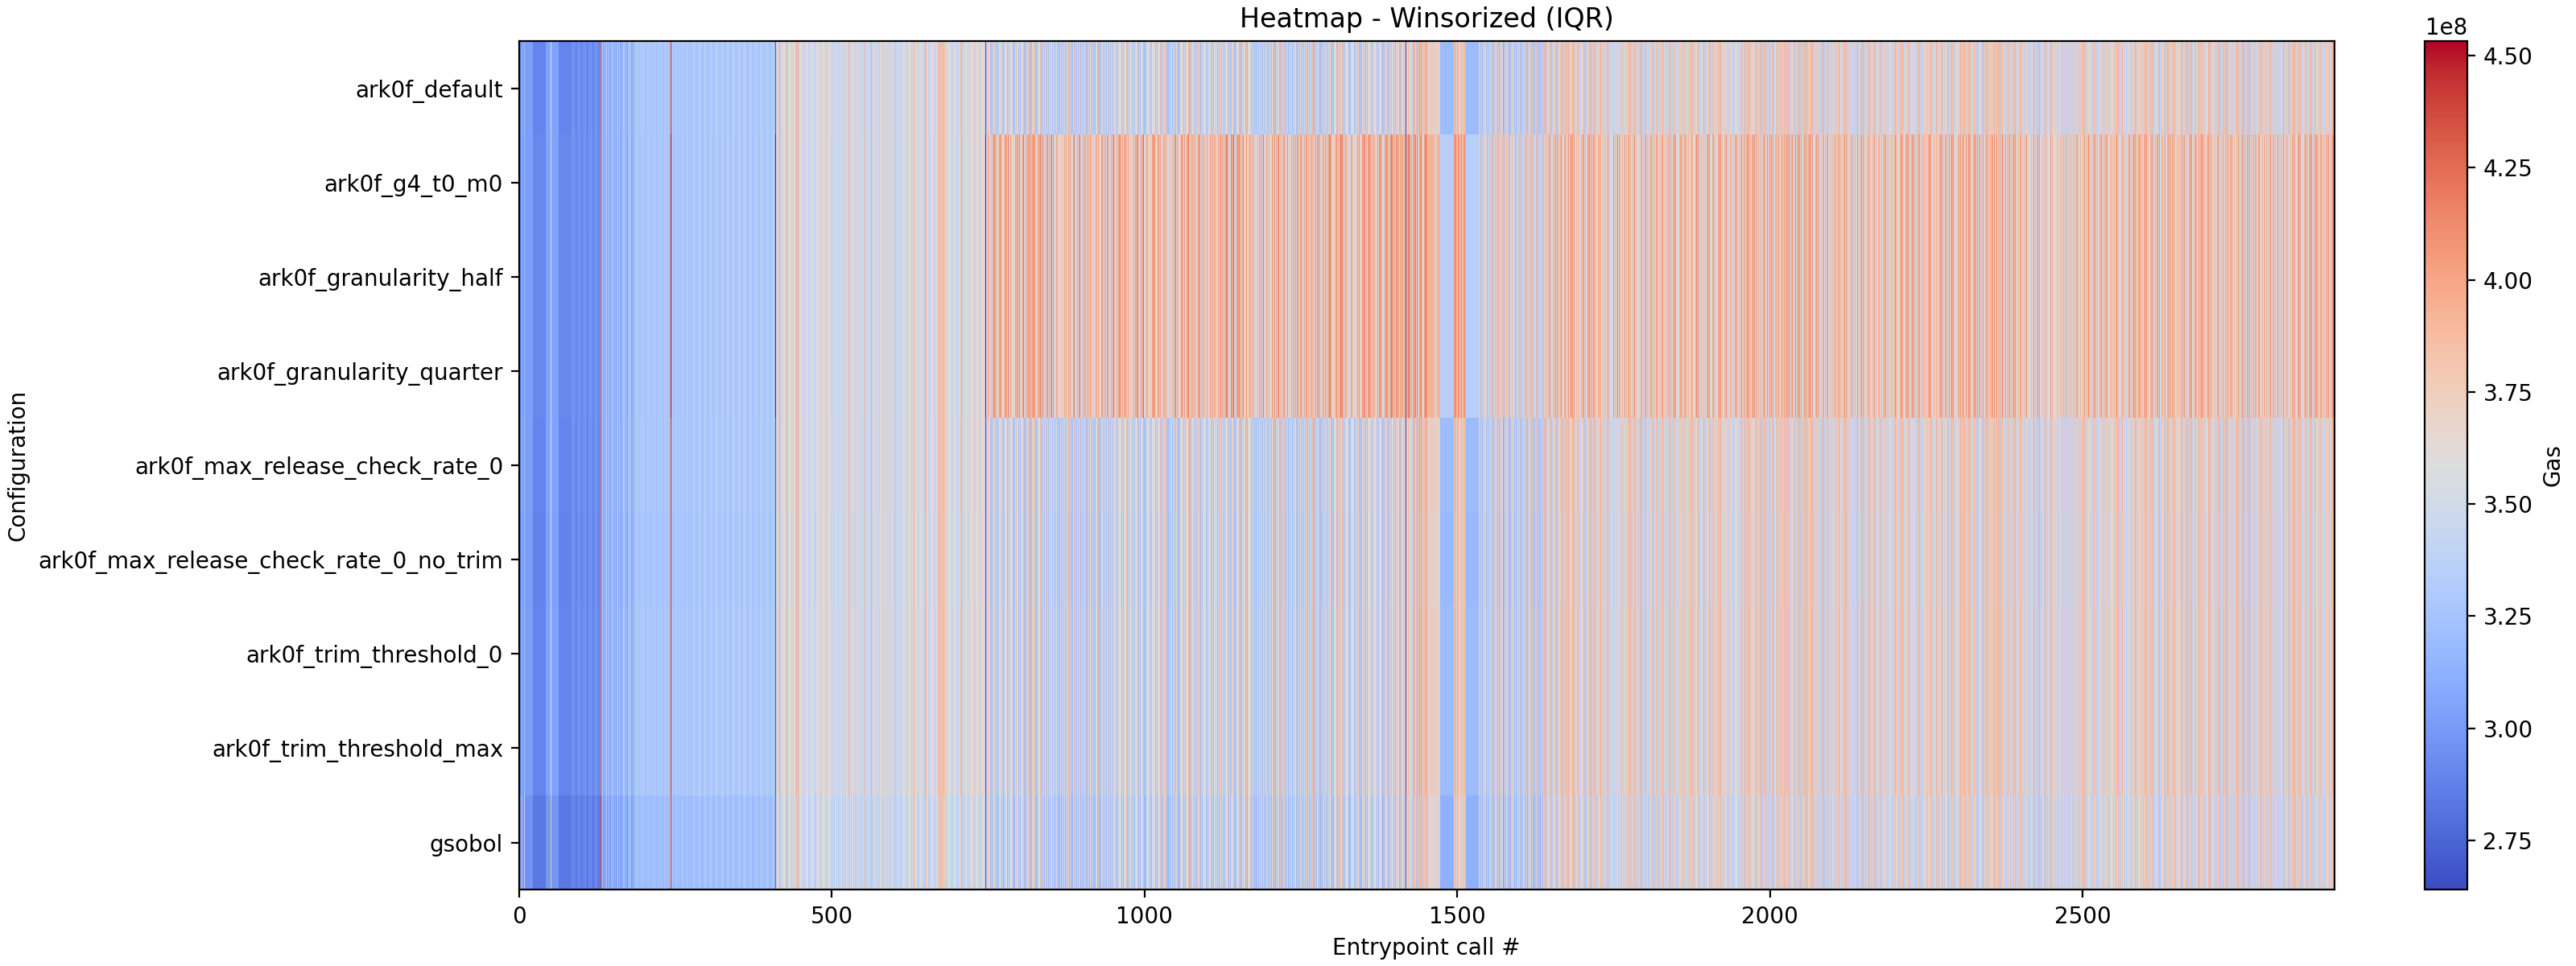 Heatmap - Winsorized (IQR)
1e8
ark0f_default
ark0f_g4_t0_m0
ark0f_granularity_half
ark0f_granularity_quarter
ark0f_max_release_check_rate_0
ark0f_max_release_check_rate_0_no_trim
ark0f_trim_threshold_0
ark0f_trim_threshold_max
gsobol
Configuration
0
500
1000
1500
2000
2500
Entrypoint call #
4.50
4.25
4.00
3.75
3.50
3.25
3.00
2.75
Gas